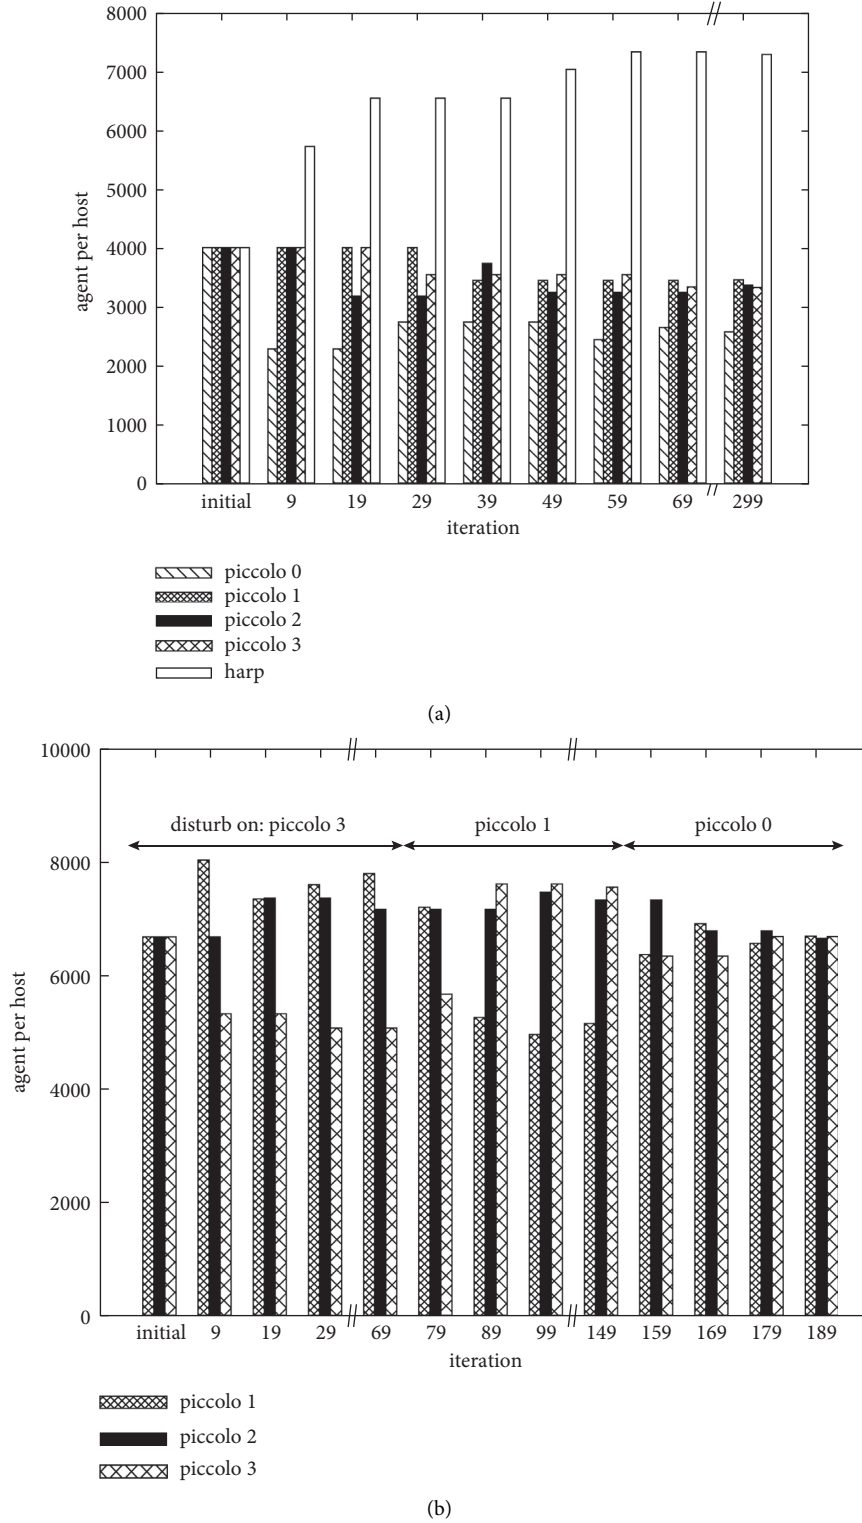 8000
7000
6000
5000
4000
3000
2000
1000
0
agent per host
initial 9 19 29 39 49 59 69 299
iteration
piccolo 0
piccolo 1
piccolo 2
piccolo 3
harp
(a)
10000
8000
6000
4000
2000
0
agent per host
disturb on: piccolo 3 piccolo 1 piccolo 0
initial 9 19 29 69 79 89 99 149 159 169 179 189
iteration
piccolo 1
piccolo 2
piccolo 3
(b)